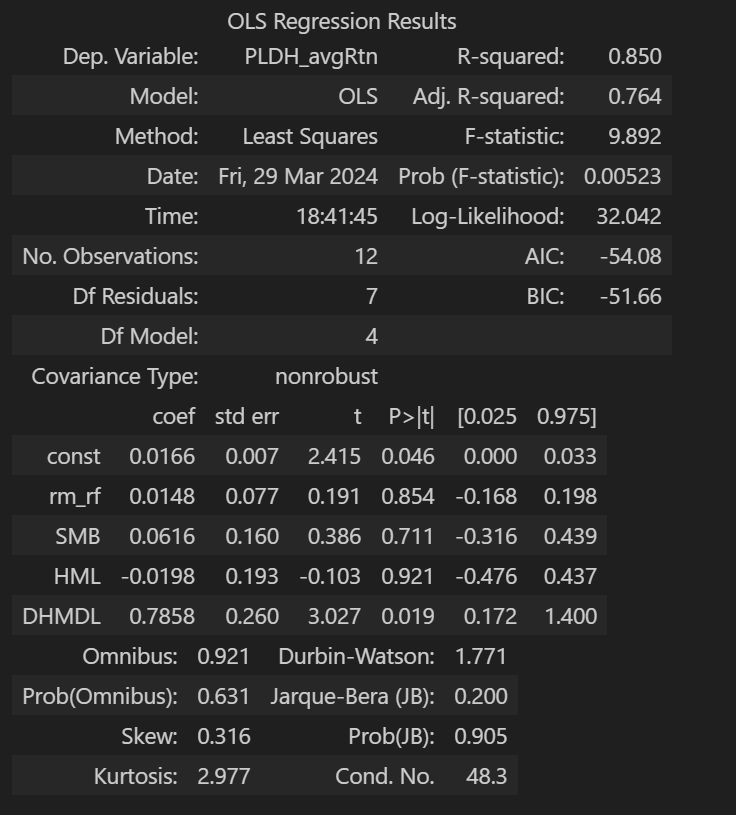 OLS Regression Results
Dep. Variable: PLDH_avgRtn R-squared: 0.850
Model: OLS Adj. R-squared: 0.764
Method: Least Squares F-statistic: 9.892
Date: Fri, 29 Mar 2024 Prob (F-statistic): 0.00523
Time: 18:41:45 Log-Likelihood: 32.042
No. Observations: 12 AIC: -54.08
Df Residuals: 7 BIC: -51.66
Df Model: 4
Covariance Type: nonrobust
coef std err t P>|t| [0.025 0.975]
const 0.0166 0.007 2.415 0.046 0.000 0.033
rm_rf 0.0148 0.077 0.191 0.854 -0.168 0.198
SMB 0.0616 0.160 0.386 0.711 -0.316 0.439
HML -0.0198 0.193 -0.103 0.921 -0.476 0.437
DHMDL 0.7858 0.260 3.027 0.019 0.172 1.400
Omnibus: 0.921 Durbin-Watson: 1.771
Prob(Omnibus): 0.631 Jarque-Bera (JB): 0.200
Skew: 0.316 Prob(JB): 0.905
Kurtosis: 2.977 Cond. No. 48.3